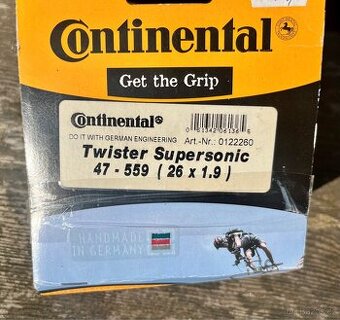 Continental
Get the Grip
Continental®
DO IT WITH GERMAN ENGINEERING
Art.-Nr.: 0122260
Twister Supersonic
47 - 559 ( 26 x 1.9 )
HANDMADE
IN GERMANY